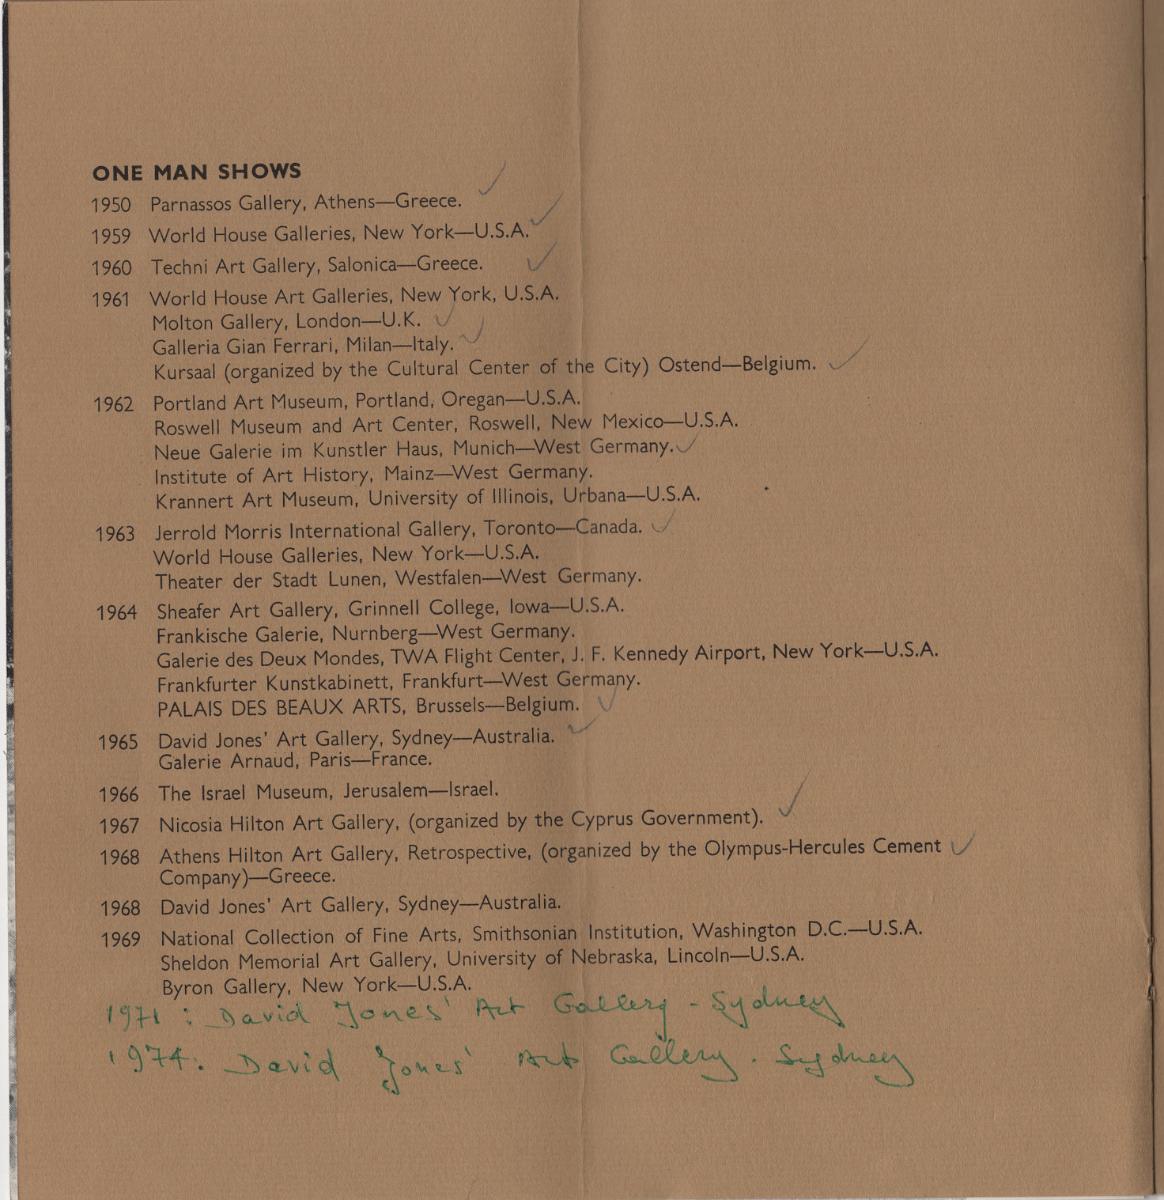 ONE MAN SHOWS
1950 Parnassos Gallery, Athens—Greece.
1959 World House Galleries, New York—U.S.A.
1960 Techni Art Gallery, Salonica—Greece.
1961 World House Art Galleries, New York, U.S.A.
Molton Gallery, London—U.K.
Galleria Gian Ferrari, Milan—Italy.
Kursaal (organized by the Cultural Center of the City) Ostend—Belgium.
1962 Portland Art Museum, Portland, Oregan—U.S.A.
Roswell Museum and Art Center, Roswell, New Mexico—U.S.A.
Neue Galerie im Kunstler Haus, Munich—West Germany.
Institute of Art History, Mainz—West Germany.
Krannert Art Museum, University of Illinois, Urbana—U.S.A.
1963 Jerrold Morris International Gallery, Toronto—Canada.
World House Galleries, New York—U.S.A.
Theater der Stadt Lunen, Westfalen—West Germany.
1964 Sheafer Art Gallery, Grinnell College, Iowa—U.S.A.
Frankische Galerie, Nurnberg—West Germany.
Galerie des Deux Mondes, TWA Flight Center, J. F. Kennedy Airport, New York—U.S.A.
Frankfurter Kunstkabinett, Frankfurt—West Germany.
PALAIS DES BEAUX ARTS, Brussels—Belgium.
1965 David Jones' Art Gallery, Sydney—Australia.
Galerie Arnaud, Paris—France.
1966 The Israel Museum, Jerusalem—Israel.
1967 Nicosia Hilton Art Gallery, (organized by the Cyprus Government).
1968 Athens Hilton Art Gallery, Retrospective, (organized by the Olympus-Hercules Cement
Company)—Greece.
1968 David Jones' Art Gallery, Sydney—Australia.
1969 National Collection of Fine Arts, Smithsonian Institution, Washington D.C.—U.S.A.
Sheldon Memorial Art Gallery, University of Nebraska, Lincoln—U.S.A.
Byron Gallery, New York—U.S.A.
1971 : David Jones' Art Gallery - Sydney
1974: David Jones' Art Gallery. Sydney